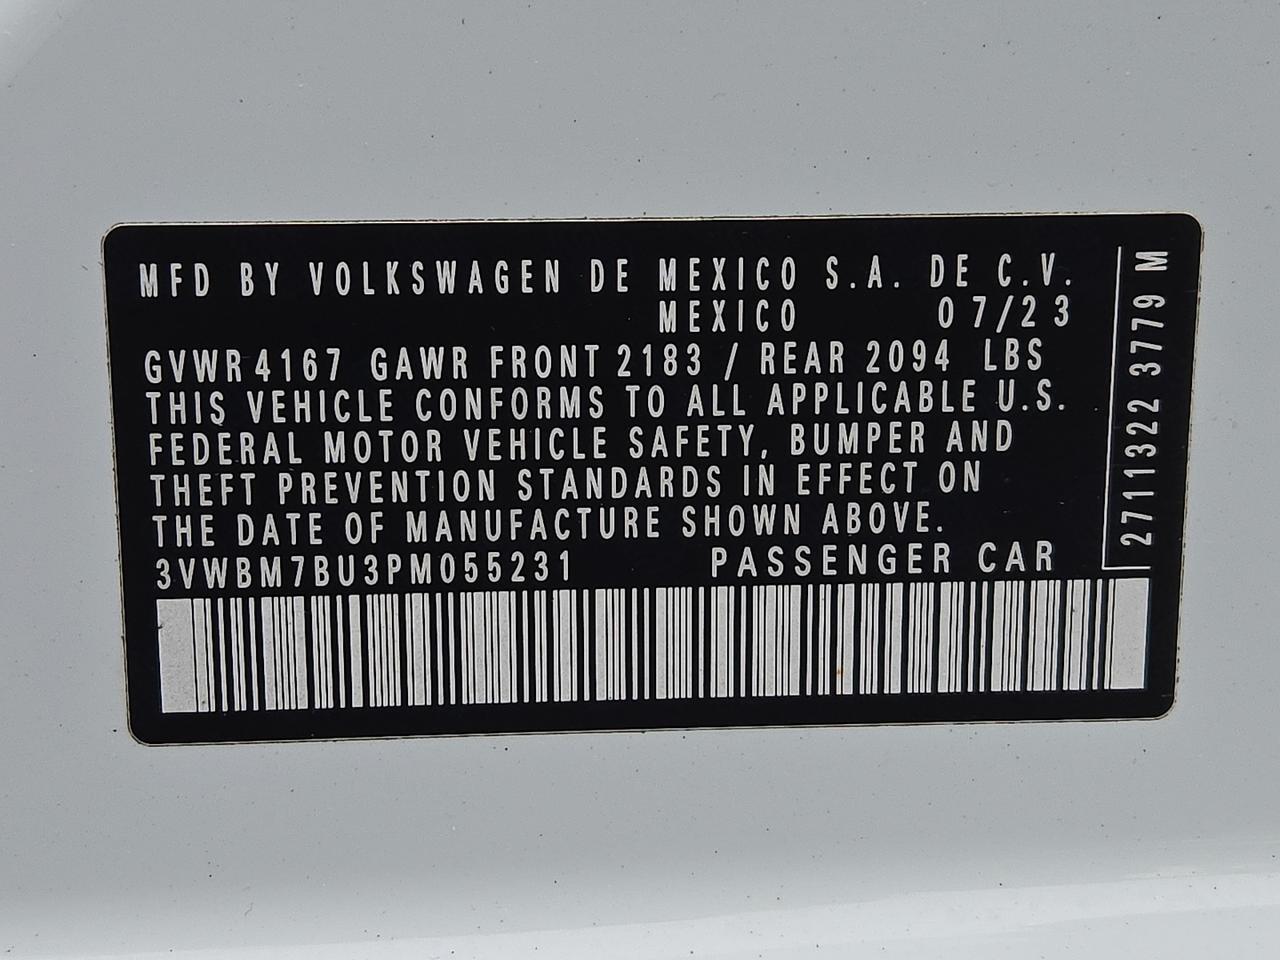 MFD BY VOLKSWAGEN DE MEXICO S.A. DE C.V.
MEXICO 07/23
GVWR 4167 GAWR FRONT 2183 / REAR 2094 LBS
THIS VEHICLE CONFORMS TO ALL APPLICABLE U.S.
FEDERAL MOTOR VEHICLE SAFETY, BUMPER AND
THEFT PREVENTION STANDARDS IN EFFECT ON
THE DATE OF MANUFACTURE SHOWN ABOVE.
3VWBM7BU3PM055231 PASSENGER CAR
2711322 3779 M